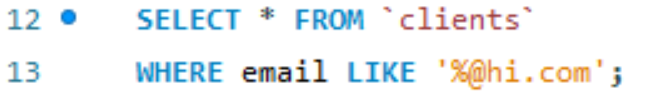 12 SELECT * FROM `clients`
13 WHERE email LIKE '%@hi.com';